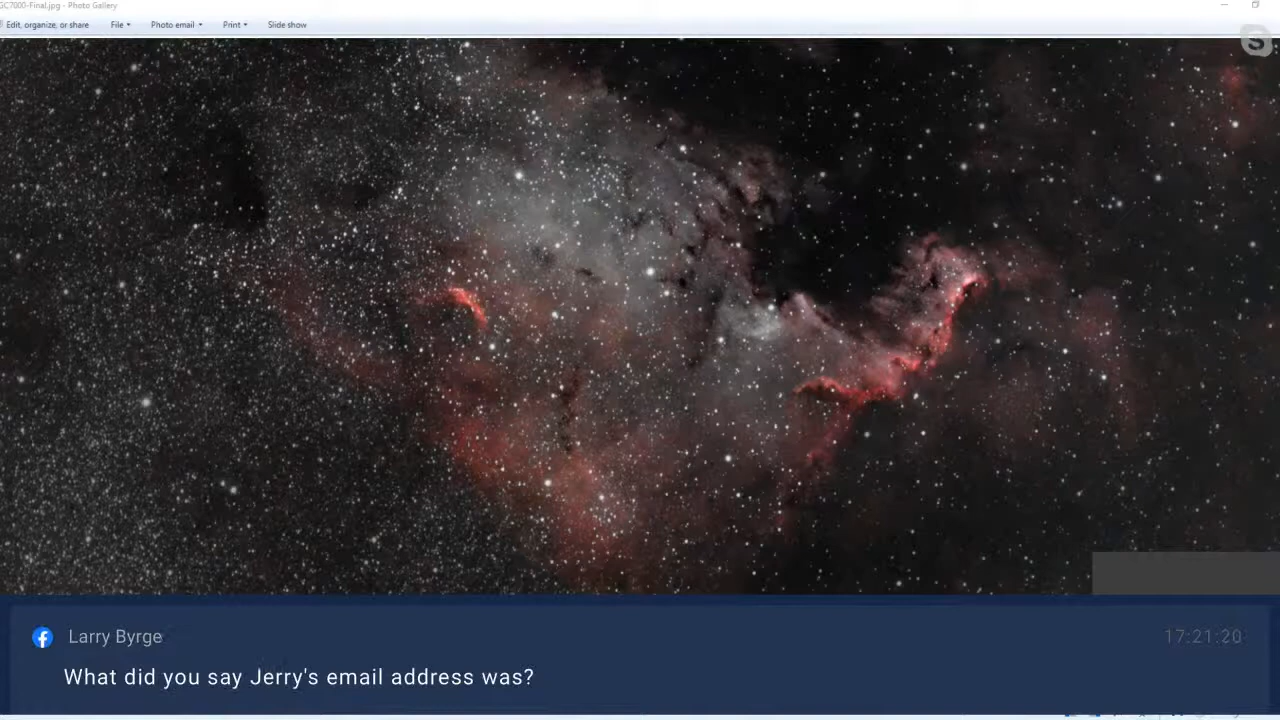 GC7000-Final.jpg - Photo Gallery
Edit, organize, or share File Photo email Print Slide show
Larry Byrge 17:21:20
What did you say Jerry's email address was?